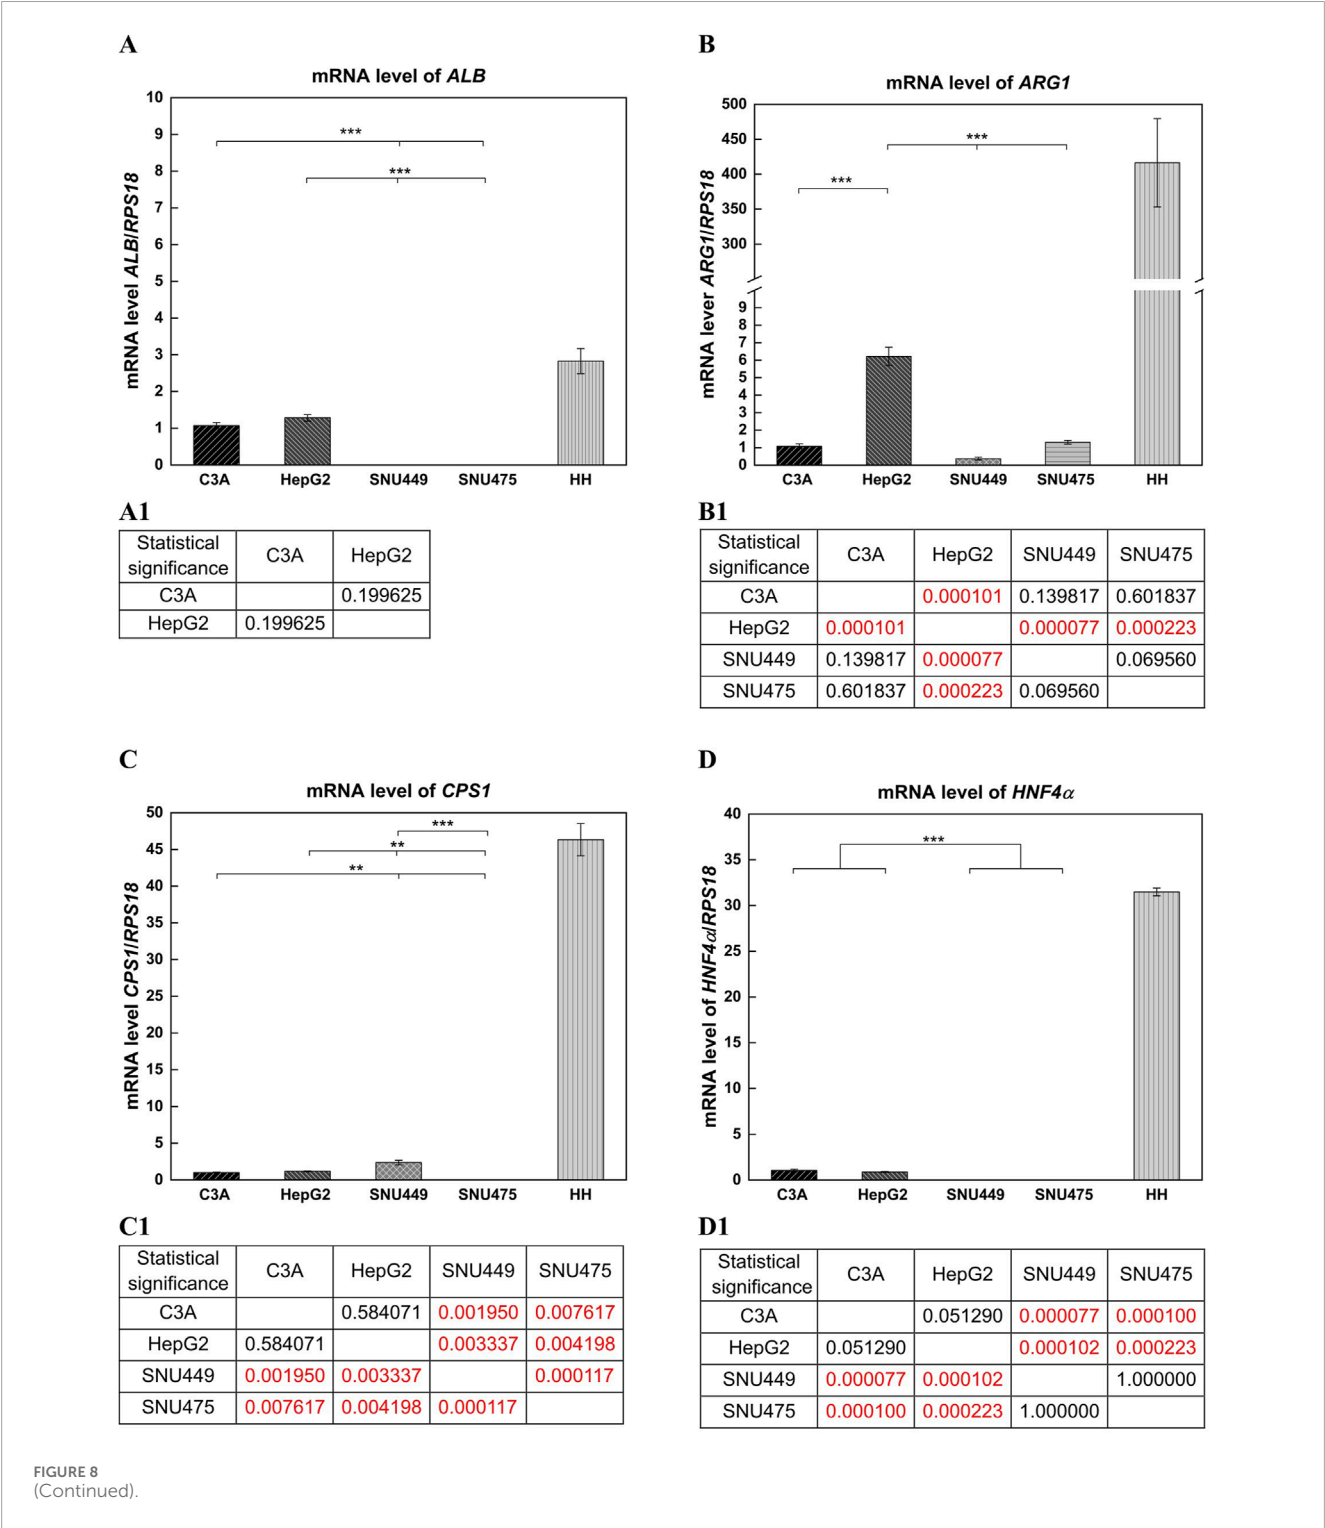 A
mRNA level of ALB
mRNA level ALB/RPS18
10
9
8
7
6
5
4
3
2
1
0
***
***
C3A HepG2 SNU449 SNU475 HH
B
mRNA level of ARG1
mRNA lever ARG1/RPS18
500
450
400
350
300
9
8
7
6
5
4
3
2
1
0
***
***
C3A HepG2 SNU449 SNU475 HH
A1
Statistical significance C3A HepG2
C3A 0.199625
HepG2 0.199625
B1
Statistical significance C3A HepG2 SNU449 SNU475
C3A 0.000101 0.139817 0.601837
HepG2 0.000101 0.000077 0.000223
SNU449 0.139817 0.000077 0.069560
SNU475 0.601837 0.000223 0.069560
C
mRNA level of CPS1
mRNA level CPS1/RPS18
50
45
40
35
30
25
20
15
10
5
0
***
**
**
C3A HepG2 SNU449 SNU475 HH
D
mRNA level of HNF4α
mRNA level of HNF4α/RPS18
40
35
30
25
20
15
10
5
0
***
C3A HepG2 SNU449 SNU475 HH
C1
Statistical significance C3A HepG2 SNU449 SNU475
C3A 0.584071 0.001950 0.007617
HepG2 0.584071 0.003337 0.004198
SNU449 0.001950 0.003337 0.000117
SNU475 0.007617 0.004198 0.000117
D1
Statistical significance C3A HepG2 SNU449 SNU475
C3A 0.051290 0.000077 0.000100
HepG2 0.051290 0.000102 0.000223
SNU449 0.000077 0.000102 1.000000
SNU475 0.000100 0.000223 1.000000
FIGURE 8
(Continued).